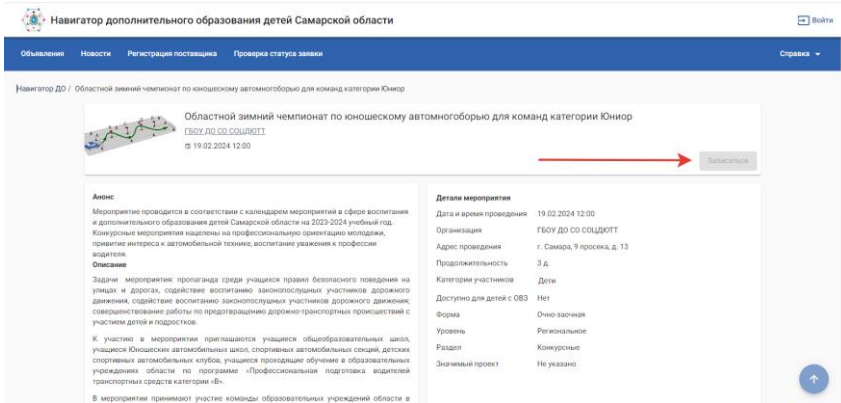 Навигатор дополнительного образования детей Самарской области
Войти
Объявления Новости Регистрация поставщика Проверка статуса заявки Справка
Навигатор ДО / Областной зимний чемпионат по юношескому автомногоборью для команд категории Юниор
Областной зимний чемпионат по юношескому автомногоборью для команд категории Юниор
ГБОУ ДО СО СОЦДЮТТ
19.02.2024 12:00
Записаться
Анонс
Мероприятие проводится в соответствии с календарем мероприятий в сфере воспитания
и дополнительного образования детей Самарской области на 2023-2024 учебный год.
Конкурсные мероприятия нацелены на профессиональную ориентацию молодежи,
привитие интереса к автомобильной технике, воспитание уважения к профессии
водителя.
Описание
Задачи мероприятия: пропаганда среди учащихся правил безопасного поведения на
улицах и дорогах, содействие воспитанию законопослушных участников дорожного
движения, содействие воспитанию законопослушных участников дорожного движения;
совершенствование работы по предотвращению дорожно-транспортных происшествий с
участием детей и подростков.
К участию в мероприятии приглашаются учащиеся общеобразовательных школ,
учащиеся Юношеских автомобильных школ, спортивных автомобильных секций, детских
спортивных автомобильных клубов, учащиеся проходящие обучение в образовательных
учреждениях области по программе «Профессиональная подготовка водителей
транспортных средств категории «В».
В мероприятии принимают участие команды образовательных учреждений области в
Детали мероприятия
Дата и время проведения 19.02.2024 12:00
Организация ГБОУ ДО СО СОЦДЮТТ
Адрес проведения г. Самара, 9 просека, д. 13
Продолжительность 3 д.
Категории участников Дети
Доступно для детей с ОВЗ Нет
Форма Очно-заочная
Уровень Региональное
Раздел Конкурсные
Значимый проект Не указано